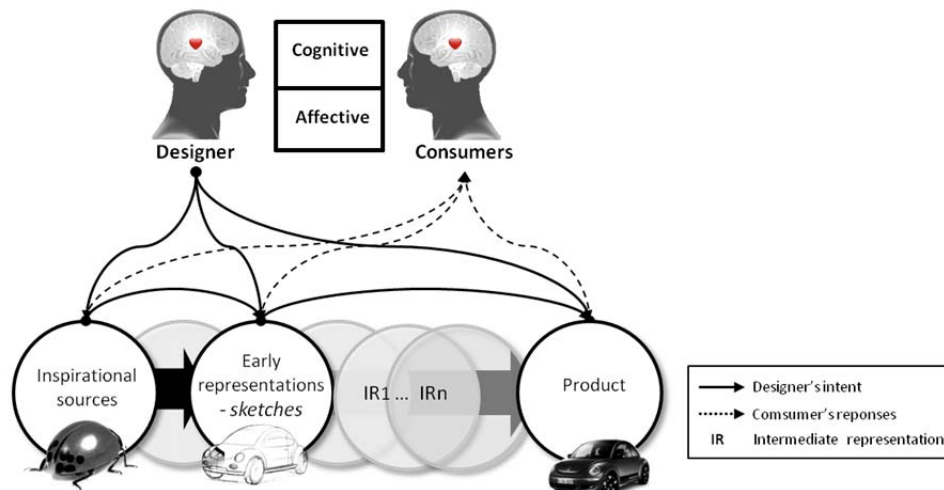 Cognitive
Affective
Designer
Consumers
Inspirational
sources
Early
representations
- sketches
IR1 ... IRn
Product
Designer's intent
Comsumer's reponses
IR Intermediate representation